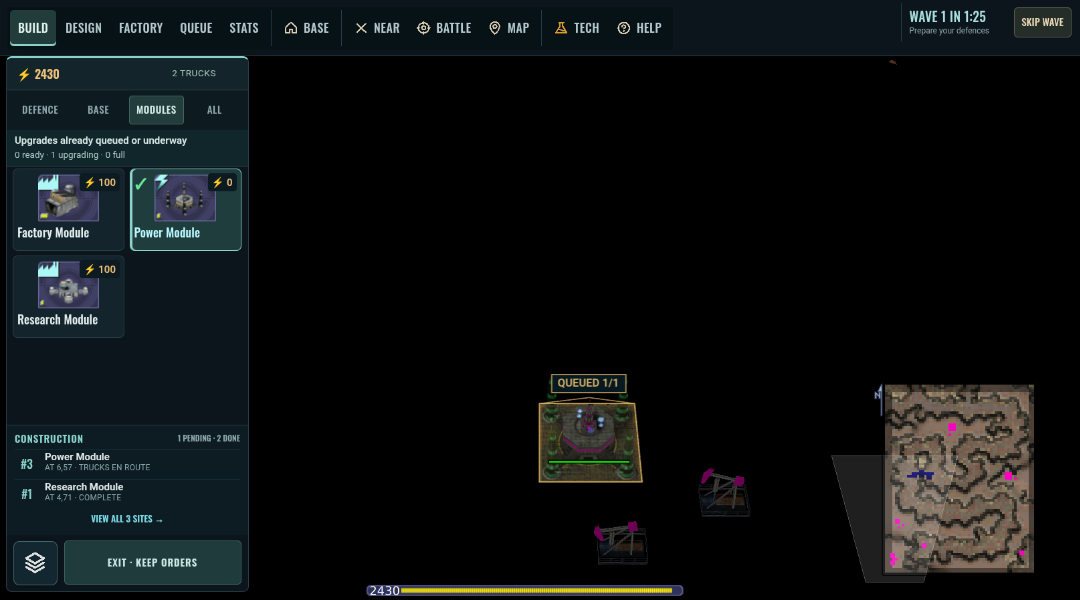 BUILD
DESIGN
FACTORY
QUEUE
STATS
BASE
NEAR
BATTLE
MAP
TECH
HELP
WAVE 1 IN 1:25
Prepare your defences
SKIP WAVE
2430
2 TRUCKS
DEFENCE
BASE
MODULES
ALL
Upgrades already queued or underway
0 ready · 1 upgrading · 0 full
100
Factory Module
0
Power Module
100
Research Module
QUEUED 1/1
N
CONSTRUCTION
1 PENDING · 2 DONE
#3
Power Module
AT 6,57 · TRUCKS EN ROUTE
#1
Research Module
AT 4,71 · COMPLETE
VIEW ALL 3 SITES →
EXIT · KEEP ORDERS
2430